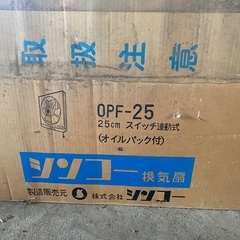 取扱注意
OPF-25
25cm スイッチ連動式
(オイルパック付)
シンコー換気扇
製造販売元 株式会社 シンコー